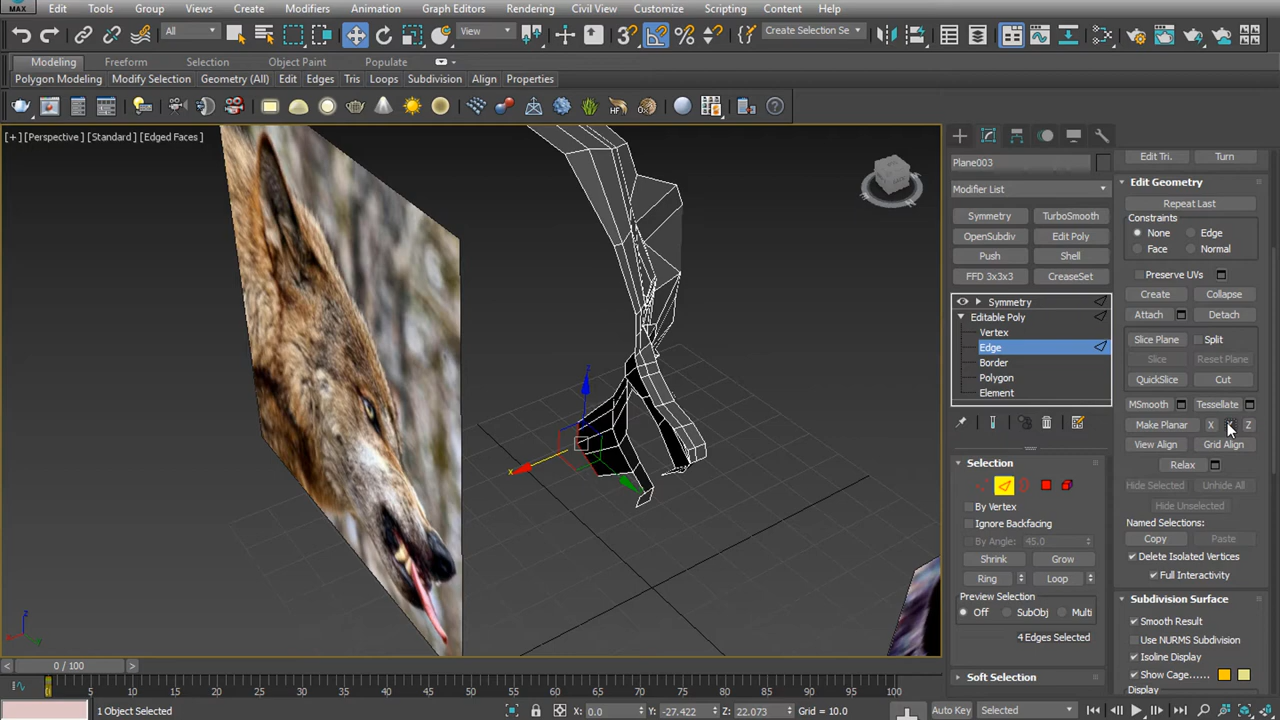 MAX Edit Tools Group Views Create Modifiers Animation Graph Editors Rendering Civil View Customize Scripting Content Help
All View 3 Create Selection Se
Modeling Freeform Selection Object Paint Populate
Polygon Modeling Modify Selection Geometry (All) Edit Edges Tris Loops Subdivision Align Properties
[+] [Perspective] [Standard] [Edged Faces]
Plane003
Modifier List
Symmetry TurboSmooth
OpenSubdiv Edit Poly
Push Shell
FFD 3x3x3 CreaseSet
Symmetry
Editable Poly
Vertex
Edge
Border
Polygon
Element
Selection
By Vertex
Ignore Backfacing
By Angle: 45.0
Shrink Grow
Ring Loop
Preview Selection
Off SubObj Multi
4 Edges Selected
Soft Selection
Edit Tri. Turn
Edit Geometry
Repeat Last
Constraints
None Edge
Face Normal
Preserve UVs
Create Collapse
Attach Detach
Slice Plane Split
Slice Reset Plane
QuickSlice Cut
MSmooth Tessellate
Make Planar X Z
View Align Grid Align
Relax
Hide Selected Unhide All
Hide Unselected
Named Selections:
Copy Paste
Delete Isolated Vertices
Full Interactivity
Subdivision Surface
Smooth Result
Use NURMS Subdivision
Isoline Display
Show Cage......
Display
x
z
z
x
y
< 0 / 100 >
0 5 10 15 20 25 30 35 40 45 50 55 60 65 70 75 80 85 90 95 100
1 Object Selected X: 0.0 Y: -27.422 Z: 22.073 Grid = 10.0 Auto Key Selected